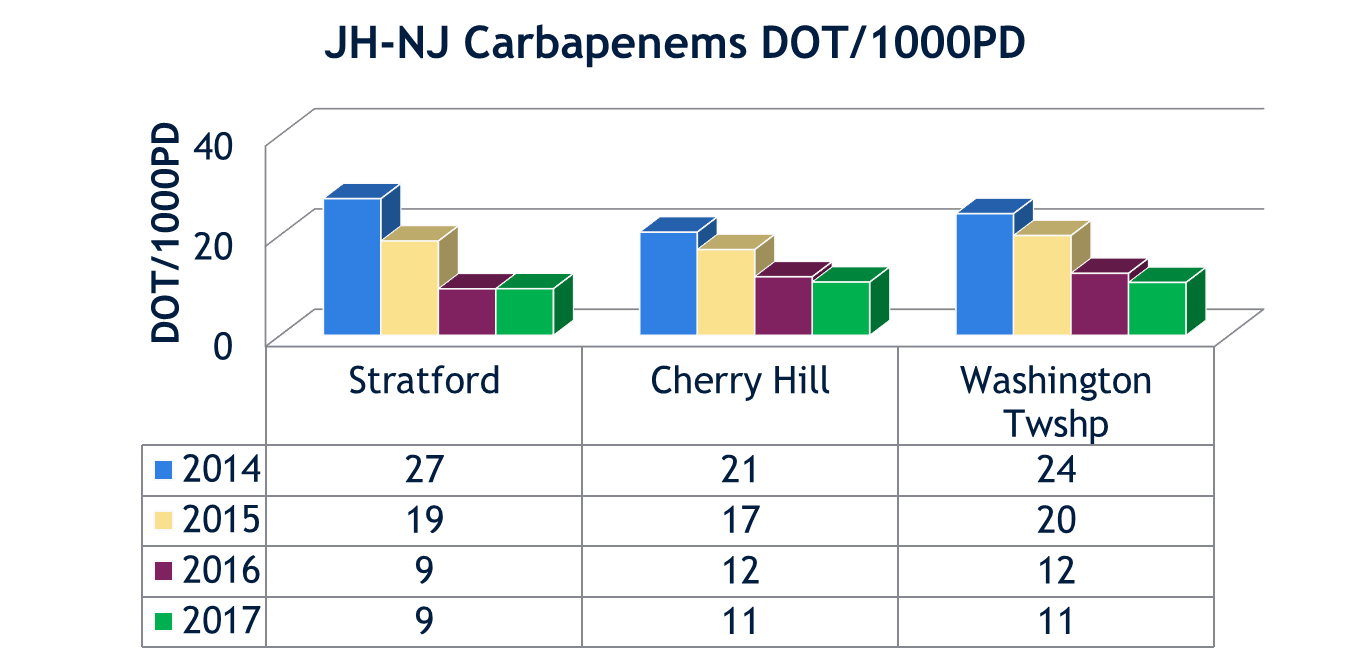 JH-NJ Carbapenems DOT/1000PD
DOT/1000PD
40
20
0
Stratford
Cherry Hill
Washington
Twshp
2014 27 21 24
2015 19 17 20
2016 9 12 12
2017 9 11 11